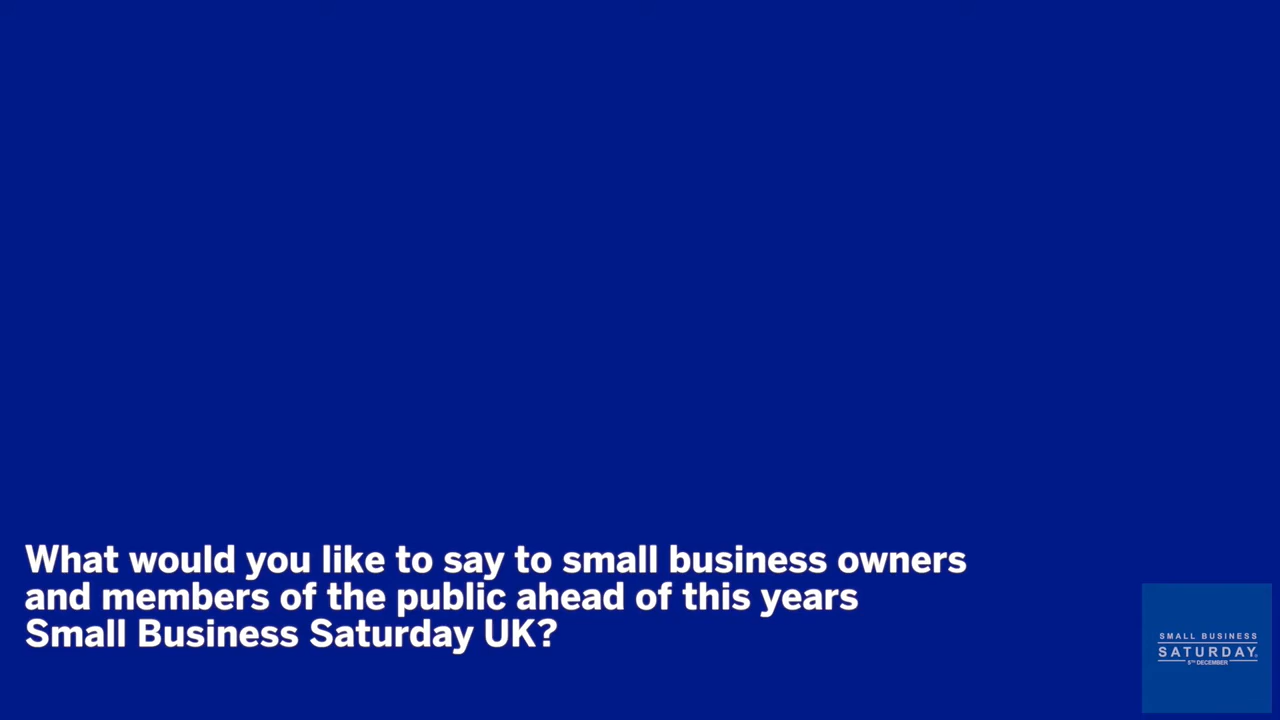 What would you like to say to small business owners
and members of the public ahead of this years
Small Business Saturday UK?
SMALL BUSINESS
SATURDAY
5TH DECEMBER